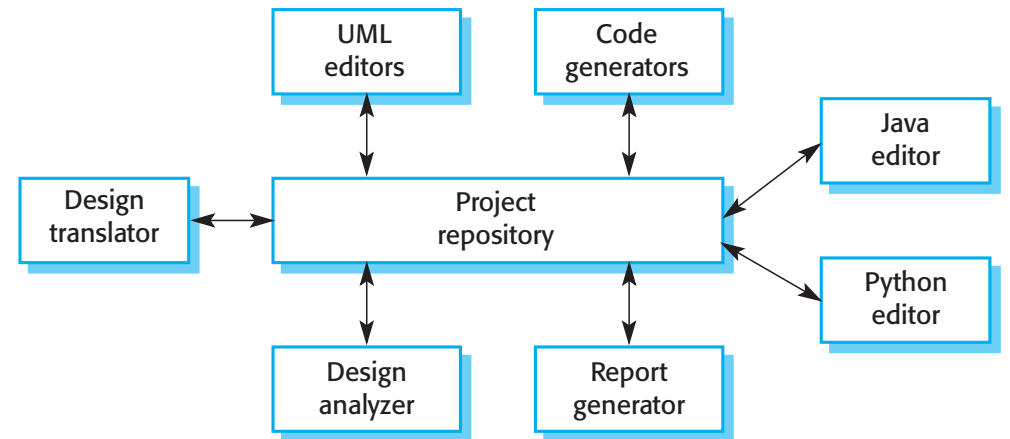 UML
editors
Code
generators
Java
editor
Design
translator
Project
repository
Python
editor
Design
analyzer
Report
generator